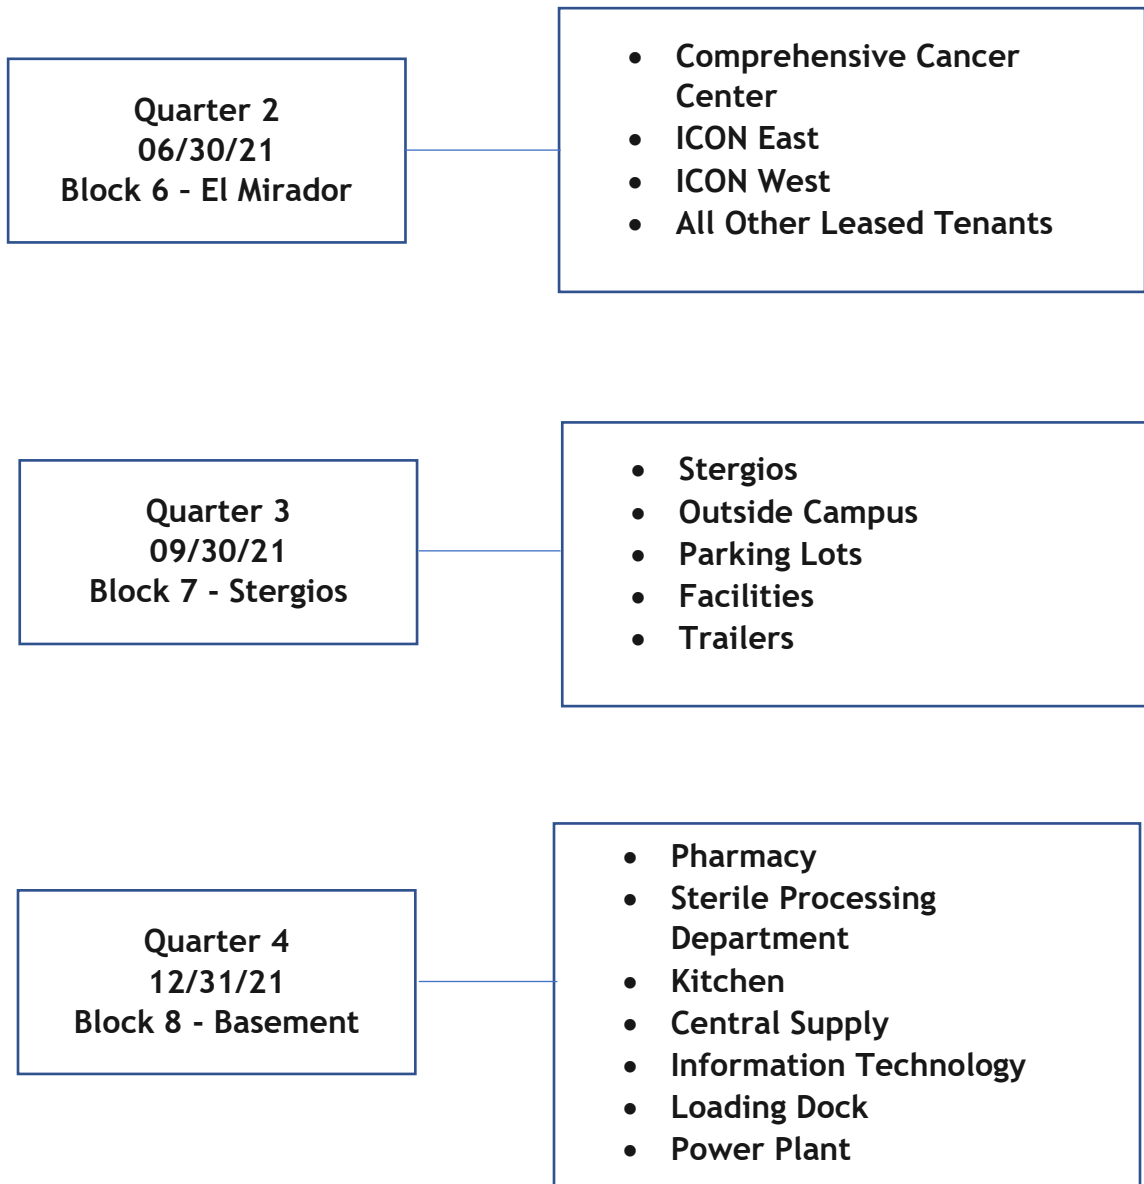 Quarter 2
06/30/21
Block 6 – El Mirador
• Comprehensive Cancer
Center
• ICON East
• ICON West
• All Other Leased Tenants
Quarter 3
09/30/21
Block 7 - Stergios
• Stergios
• Outside Campus
• Parking Lots
• Facilities
• Trailers
Quarter 4
12/31/21
Block 8 - Basement
• Pharmacy
• Sterile Processing
Department
• Kitchen
• Central Supply
• Information Technology
• Loading Dock
• Power Plant